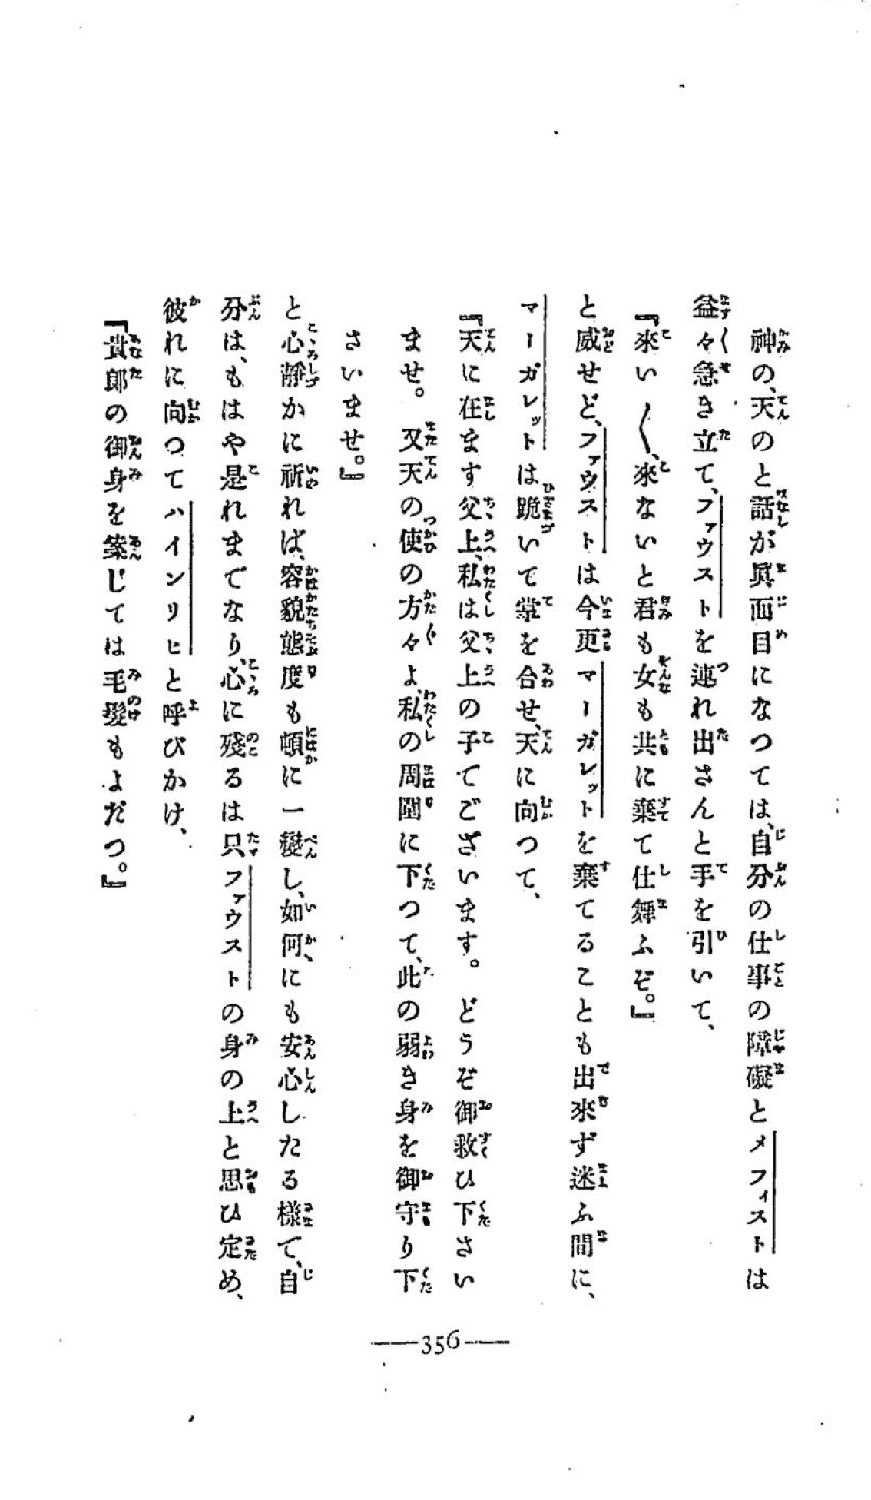 神の、天のと話が眞面目になつては、自分の仕事の障礙とメフィストは
益々急き立て、ファウストを連れ出さんと手を引いて、
『來い〱、來ないと君も女も共に棄て仕舞ふぞ。』
と威せど、ファウストは今更マーガレットを棄てることも出來ず迷ふ間に、
マーガレットは跪いて掌を合せ、天に向つて、
『天に在ます父上、私は父上の子でございます。どうぞ御救ひ下さい
ませ。又天の使の方々よ、私の周圍に下つて、此の弱き身を御守り下
さいませ。』
と心靜かに祈れば、容貌態度も頓に一變し、如何にも安心したる樣で、自
分は、もはや是れまでなり、心に殘るは只ファウストの身の上と思ひ定め、
彼れに向つてハインリヒと呼びかけ、
『貴郎の御身を案じては毛髮もよだつ。』
—356—